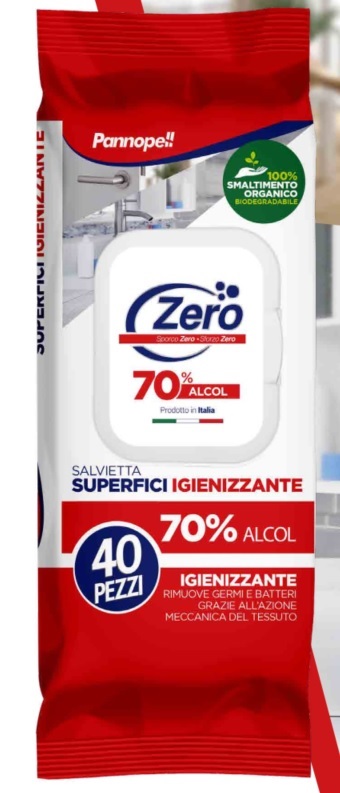 Pannope!!
100%
SMALTIMENTO
ORGANICO
BIODEGRADABILE
SUPERFICI IGIENIZZANTE
Zero
Sporco Zero • Sforzo Zero
70% ALCOL
Prodotto in Italia
SALVIETTA
SUPERFICI IGIENIZZANTE
70% ALCOL
40
PEZZI
IGIENIZZANTE
RIMUOVE GERMI E BATTERI
GRAZIE ALL'AZIONE
MECCANICA DEL TESSUTO